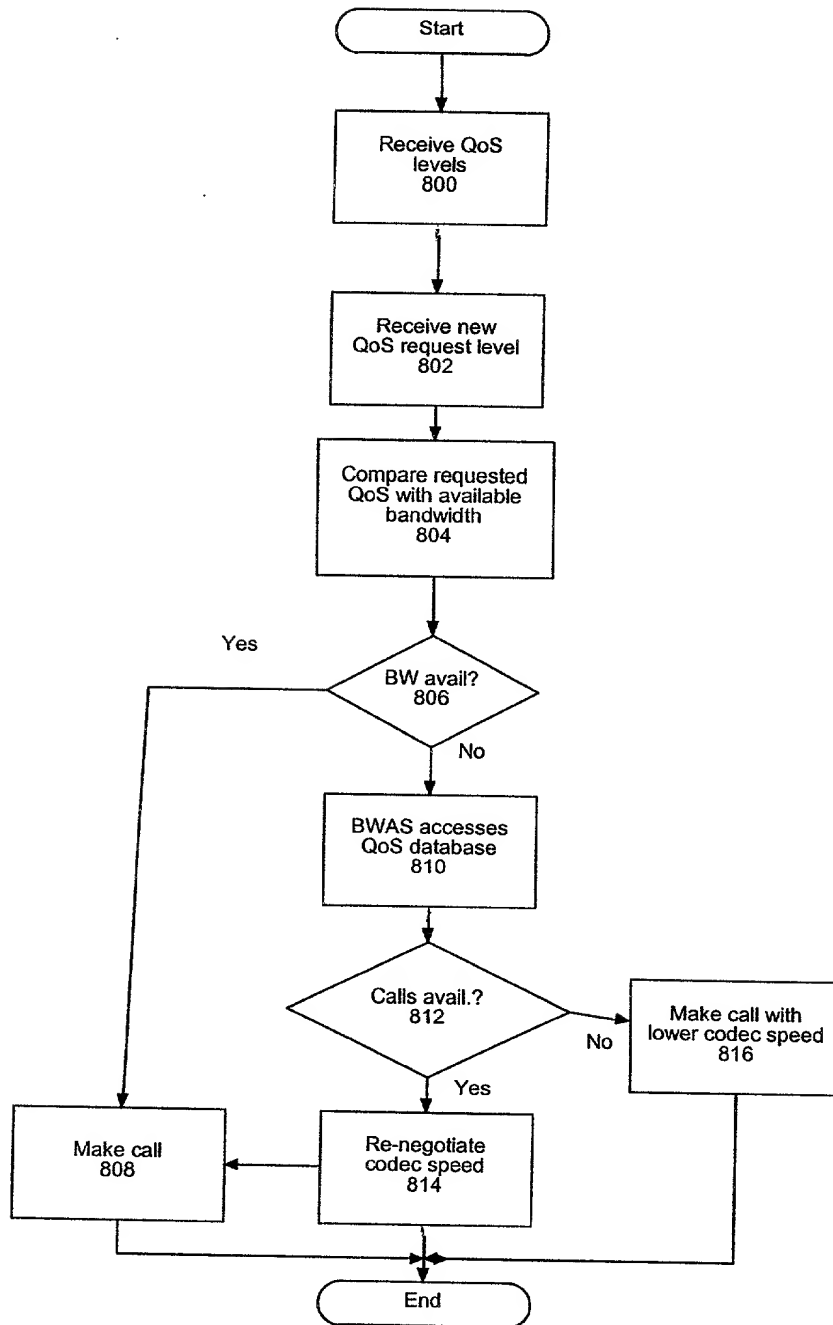 Start
Receive QoS
levels
800
Receive new
QoS request level
802
Compare requested
QoS with available
bandwidth
804
Yes
BW avail?
806
No
BWAS accesses
QoS database
810
Calls avail.?
812
No
Make call with
lower codec speed
816
Yes
Make call
808
Re-negotiate
codec speed
814
End